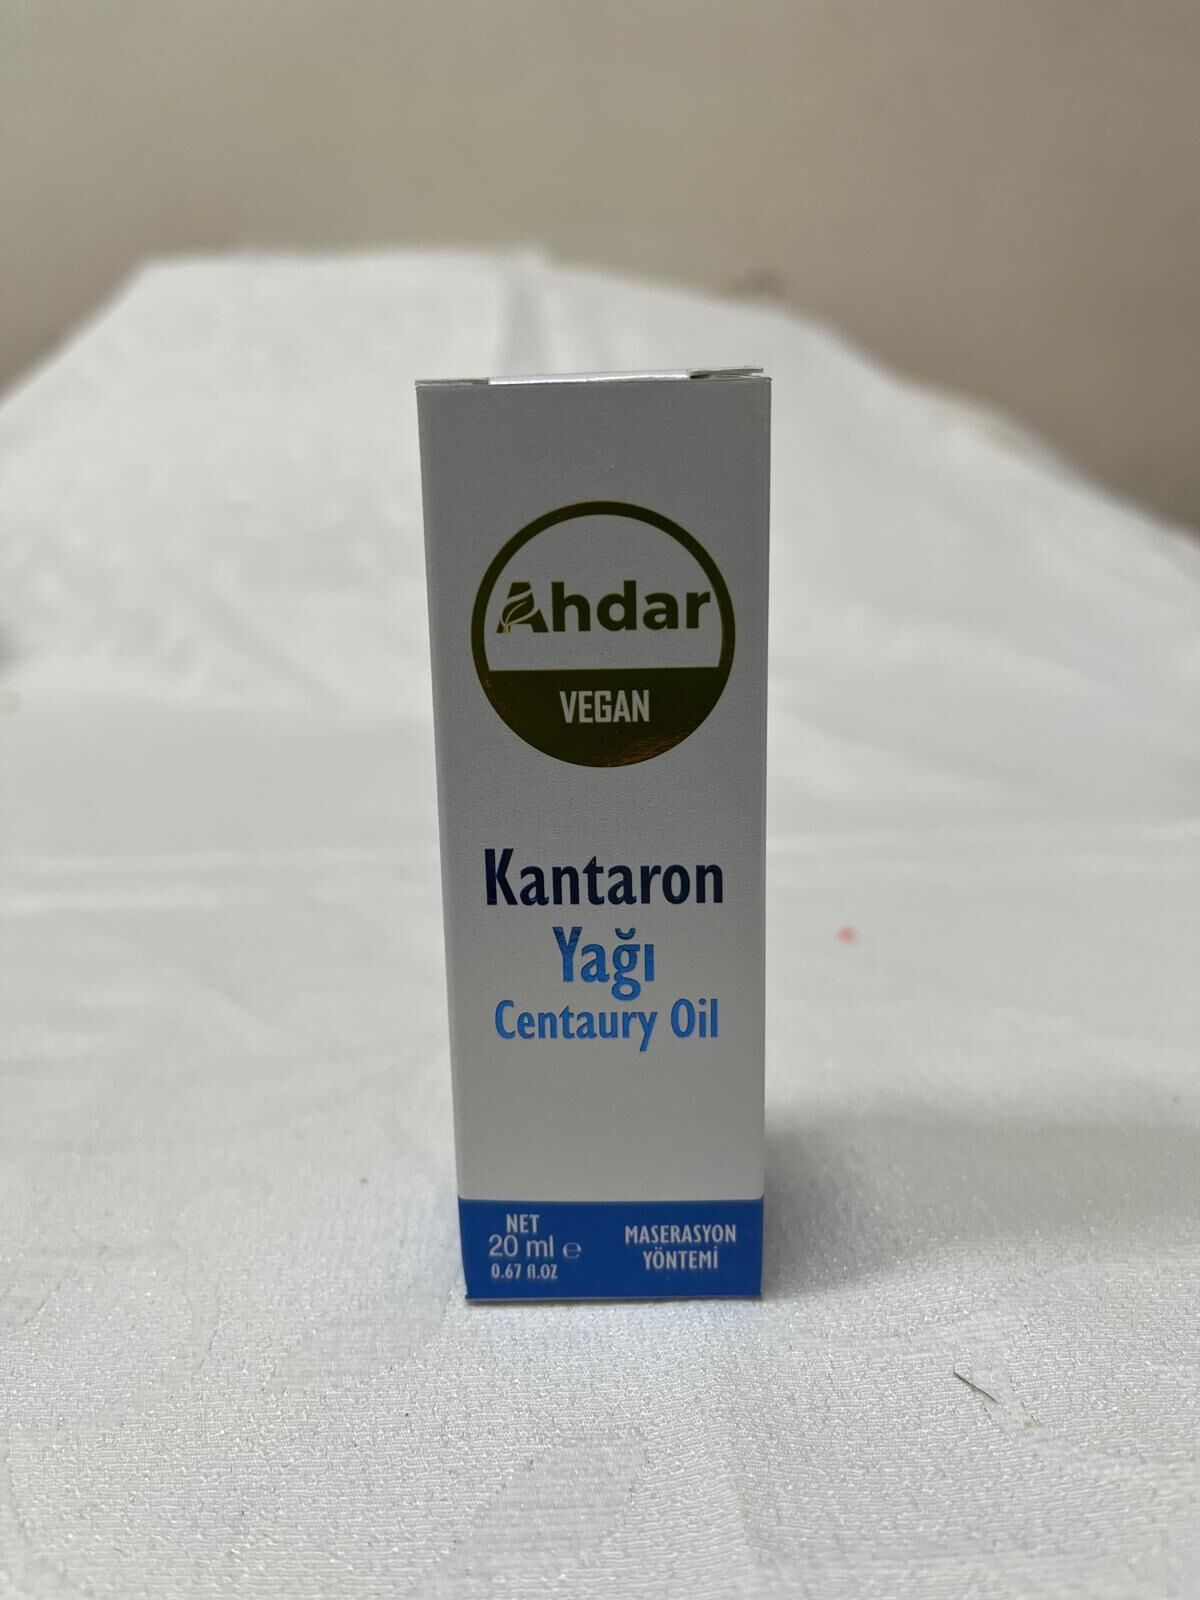 Ahdar
VEGAN
Kantaron
Yağı
Centaury Oil
NET
20 ml ℮
0.67 fl.OZ
MASERASYON
YÖNTEMİ